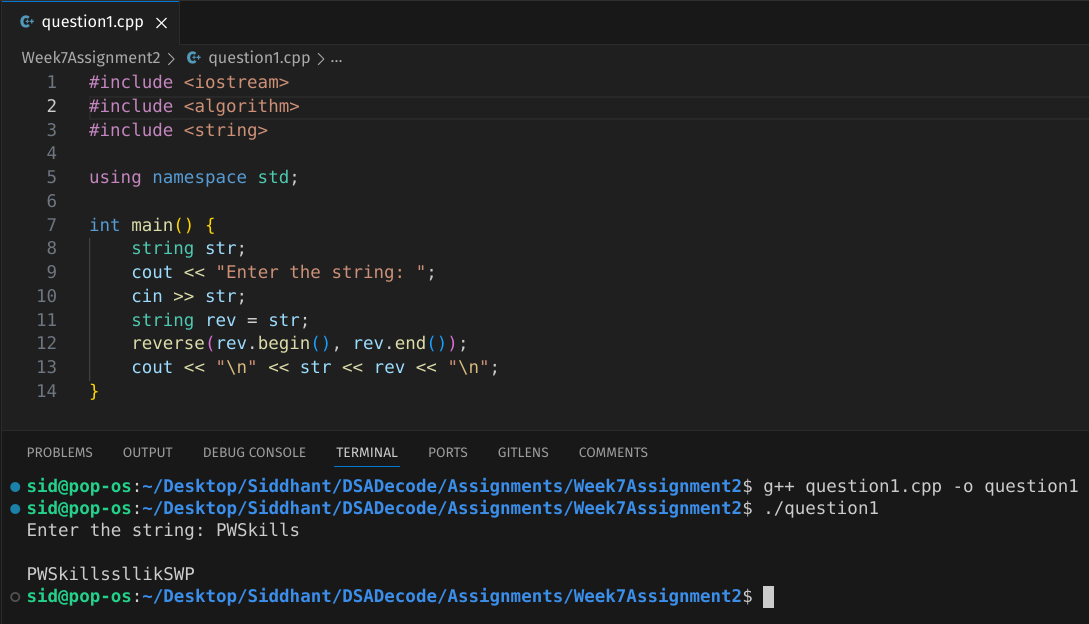 question1.cpp ×
Week7Assignment2 > question1.cpp > ...
1 #include <iostream>
2 #include <algorithm>
3 #include <string>
4
5 using namespace std;
6
7 int main() {
8     string str;
9     cout << "Enter the string: ";
10     cin >> str;
11     string rev = str;
12     reverse(rev.begin(), rev.end());
13     cout << "\n" << str << rev << "\n";
14 }
PROBLEMS OUTPUT DEBUG CONSOLE TERMINAL PORTS GITLENS COMMENTS
sid@pop-os:~/Desktop/Siddhant/DSADecode/Assignments/Week7Assignment2$ g++ question1.cpp -o question1
sid@pop-os:~/Desktop/Siddhant/DSADecode/Assignments/Week7Assignment2$ ./question1
Enter the string: PWSkills

PWSkillssllikSWP
sid@pop-os:~/Desktop/Siddhant/DSADecode/Assignments/Week7Assignment2$